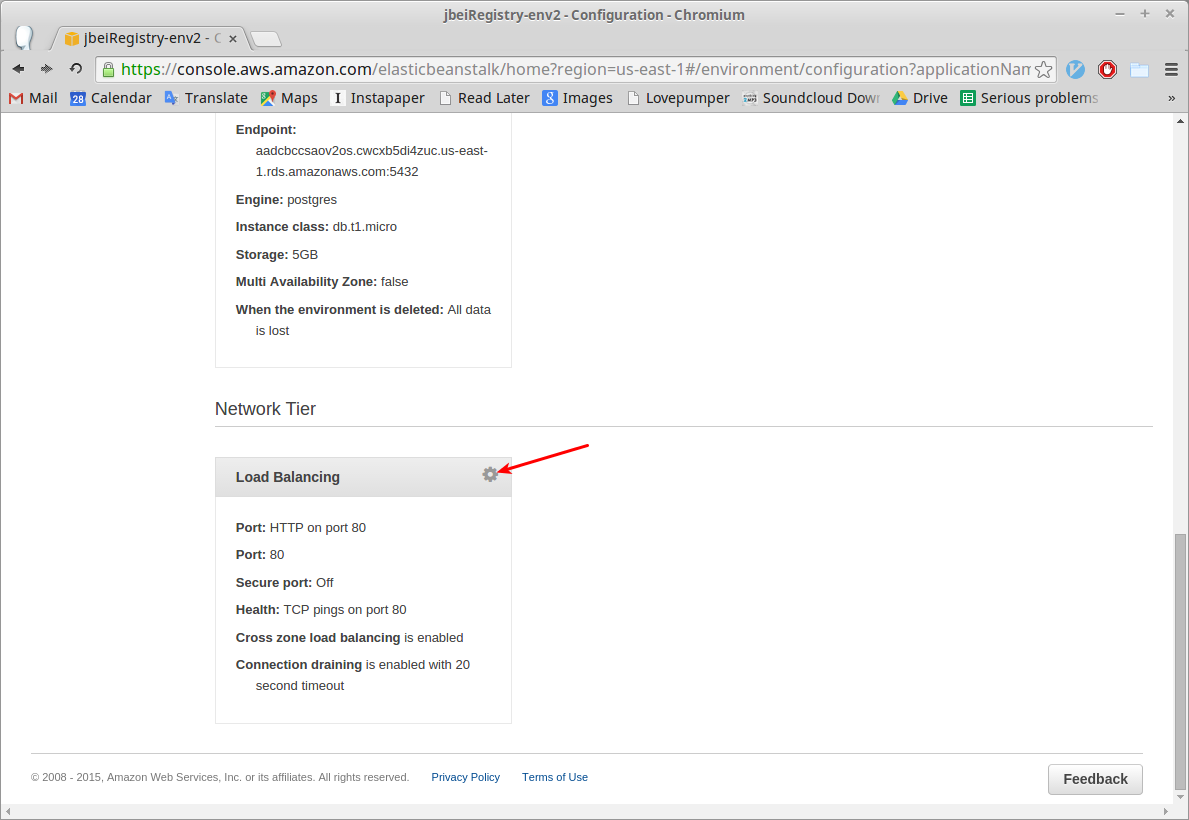 jbeiRegistry-env2 - Configuration - Chromium
jbeiRegistry-env2 - C
https://console.aws.amazon.com/elasticbeanstalk/home?region=us-east-1#/environment/configuration?applicationNam
Mail 28 Calendar Translate Maps I Instapaper Read Later 8 Images Lovepumper Soundcloud Down Drive Serious problems »
Endpoint:
aadcbccsaov2os.cwcxb5di4zuc.us-east-
1.rds.amazonaws.com:5432
Engine: postgres
Instance class: db.t1.micro
Storage: 5GB
Multi Availability Zone: false
When the environment is deleted: All data
is lost
Network Tier
Load Balancing
Port: HTTP on port 80
Port: 80
Secure port: Off
Health: TCP pings on port 80
Cross zone load balancing is enabled
Connection draining is enabled with 20
second timeout
© 2008 - 2015, Amazon Web Services, Inc. or its affiliates. All rights reserved. Privacy Policy Terms of Use
Feedback